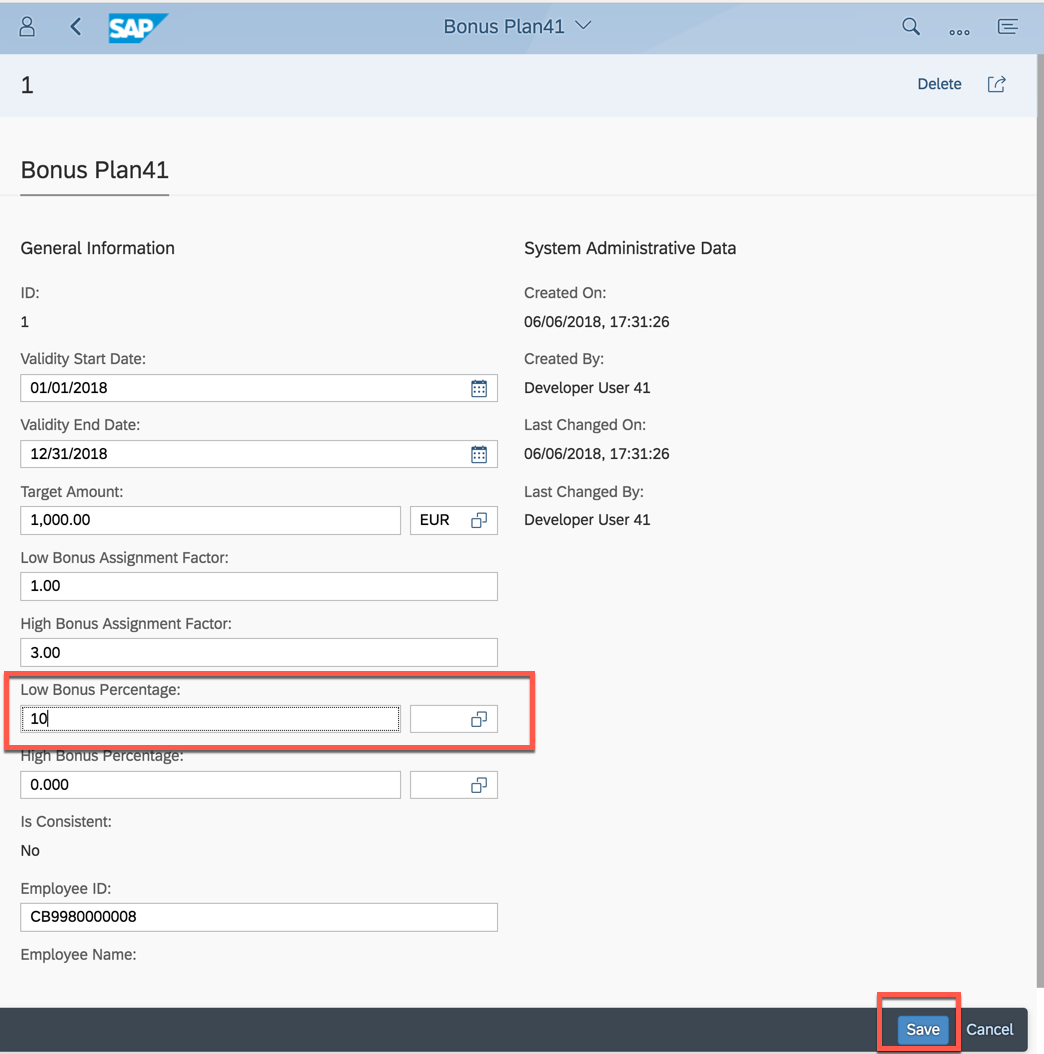 SAP
Bonus Plan41
1
Delete
Bonus Plan41
General Information
ID:
1
Validity Start Date:
01/01/2018
Validity End Date:
12/31/2018
Target Amount:
1,000.00 EUR
Low Bonus Assignment Factor:
1.00
High Bonus Assignment Factor:
3.00
Low Bonus Percentage:
10
High Bonus Percentage:
0.000
Is Consistent:
No
Employee ID:
CB9980000008
Employee Name:
System Administrative Data
Created On:
06/06/2018, 17:31:26
Created By:
Developer User 41
Last Changed On:
06/06/2018, 17:31:26
Last Changed By:
Developer User 41
Save Cancel